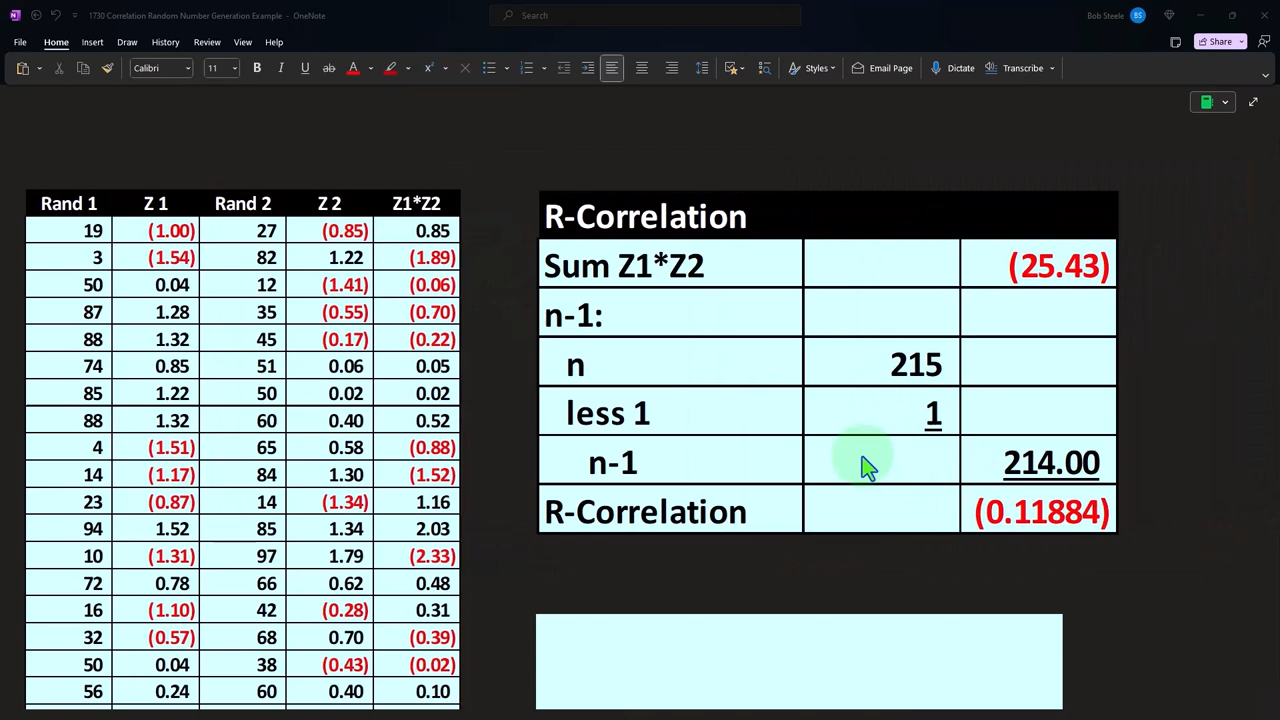 1730 Correlation Random Number Generation Example - OneNote
Search
Bob Steele BS
File Home Insert Draw History Review View Help
Share
Calibri 11 B I U ab A x² Styles Email Page Dictate Transcribe
Rand 1 Z 1 Rand 2 Z 2 Z1*Z2
19 (1.00) 27 (0.85) 0.85
3 (1.54) 82 1.22 (1.89)
50 0.04 12 (1.41) (0.06)
87 1.28 35 (0.55) (0.70)
88 1.32 45 (0.17) (0.22)
74 0.85 51 0.06 0.05
85 1.22 50 0.02 0.02
88 1.32 60 0.40 0.52
4 (1.51) 65 0.58 (0.88)
14 (1.17) 84 1.30 (1.52)
23 (0.87) 14 (1.34) 1.16
94 1.52 85 1.34 2.03
10 (1.31) 97 1.79 (2.33)
72 0.78 66 0.62 0.48
16 (1.10) 42 (0.28) 0.31
32 (0.57) 68 0.70 (0.39)
50 0.04 38 (0.43) (0.02)
56 0.24 60 0.40 0.10
R-Correlation
Sum Z1*Z2 (25.43)
n-1:
n 215
less 1 1
n-1 214.00
R-Correlation (0.11884)